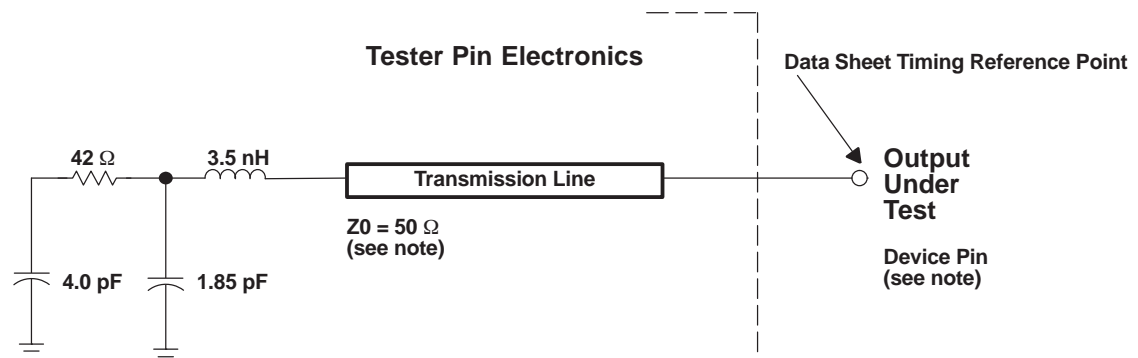 Tester Pin Electronics
Data Sheet Timing Reference Point
42 Ω
3.5 nH
Transmission Line
Output
Under
Test
Z0 = 50 Ω
(see note)
Device Pin
(see note)
4.0 pF
1.85 pF